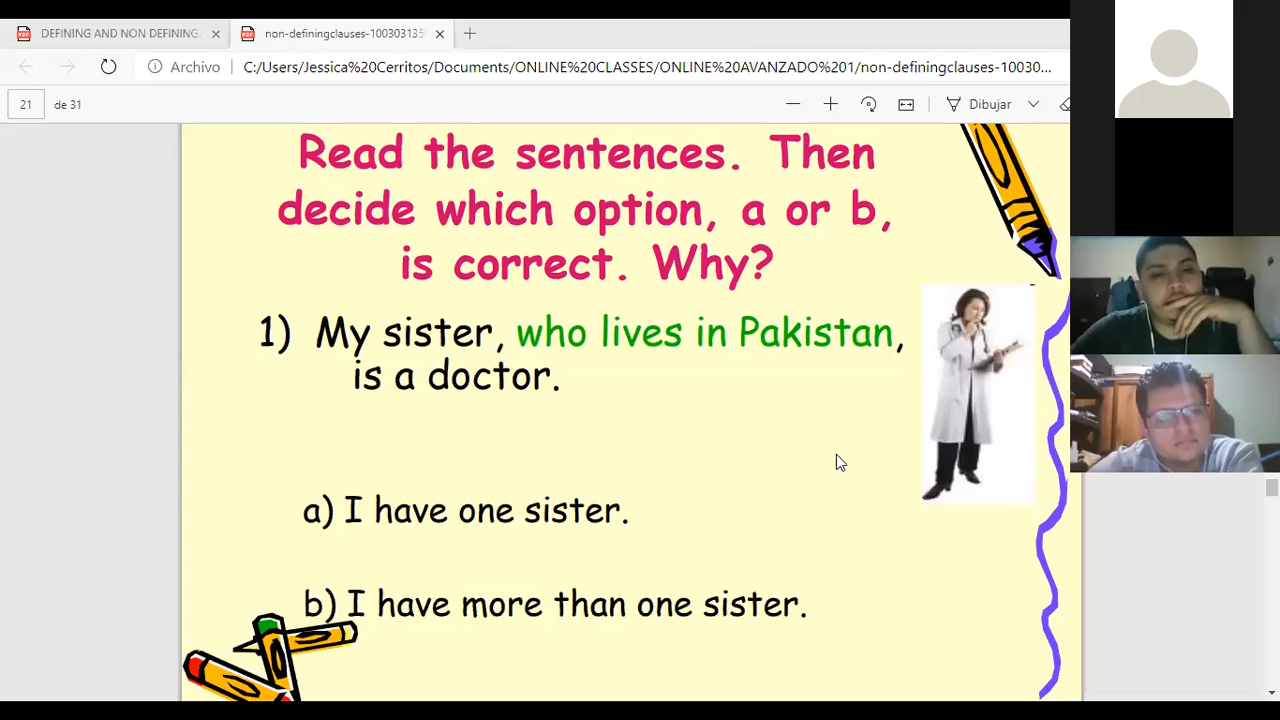 DEFINING AND NON DEFINING
non-definingclauses-100303135
Archivo
C:/Users/Jessica%20Cerritos/Documents/ONLINE%20CLASSES/ONLINE%20AVANZADO%201/non-definingclauses-10030...
21 de 31
Dibujar
Read the sentences. Then
decide which option, a or b,
is correct. Why?
1) My sister, who lives in Pakistan,
is a doctor.
a) I have one sister.
b) I have more than one sister.